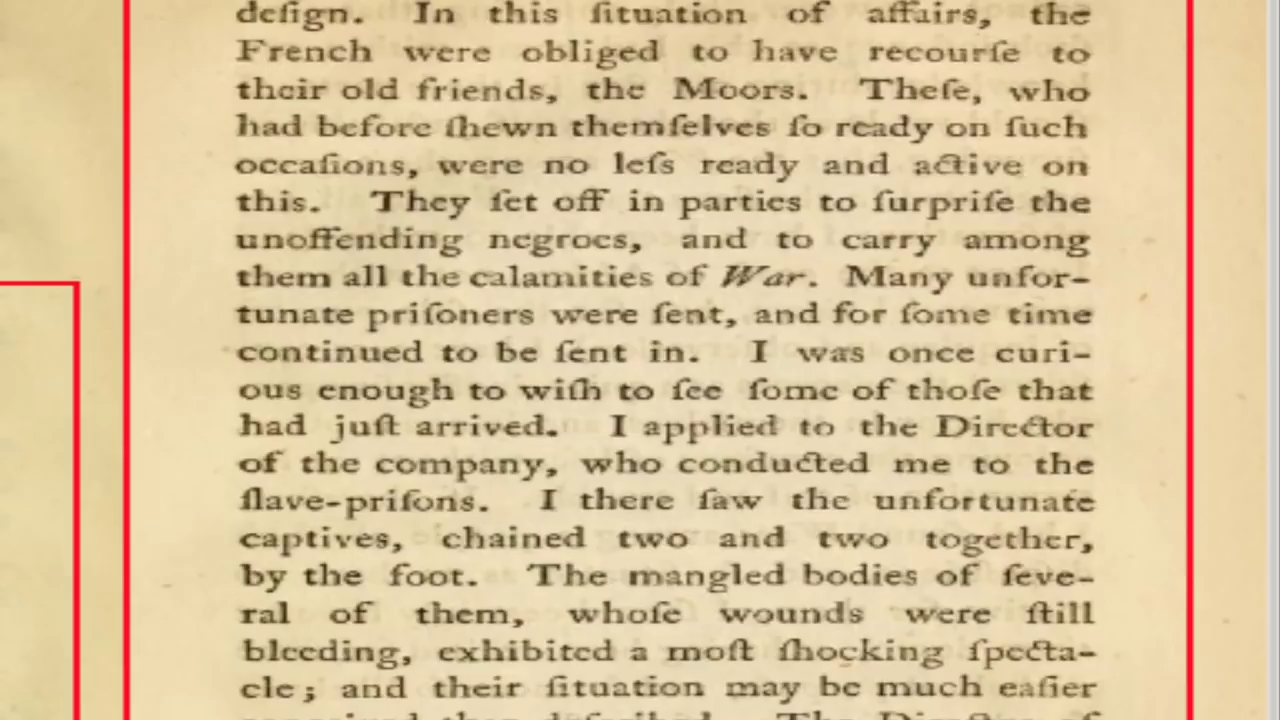 deſign. In this ſituation of affairs, the
French were obliged to have recourſe to
their old friends, the Moors. Theſe, who
had before ſhewn themſelves ſo ready on ſuch
occaſions, were no leſs ready and active on
this. They ſet off in parties to ſurpriſe the
unoffending negroes, and to carry among
them all the calamities of War. Many unfor-
tunate priſoners were ſent, and for ſome time
continued to be ſent in. I was once curi-
ous enough to wiſh to ſee ſome of thoſe that
had juſt arrived. I applied to the Director
of the company, who conducted me to the
ſlave-priſons. I there ſaw the unfortunate
captives, chained two and two together,
by the foot. The mangled bodies of ſeve-
ral of them, whoſe wounds were ſtill
bleeding, exhibited a moſt ſhocking ſpecta-
cle; and their ſituation may be much eaſier